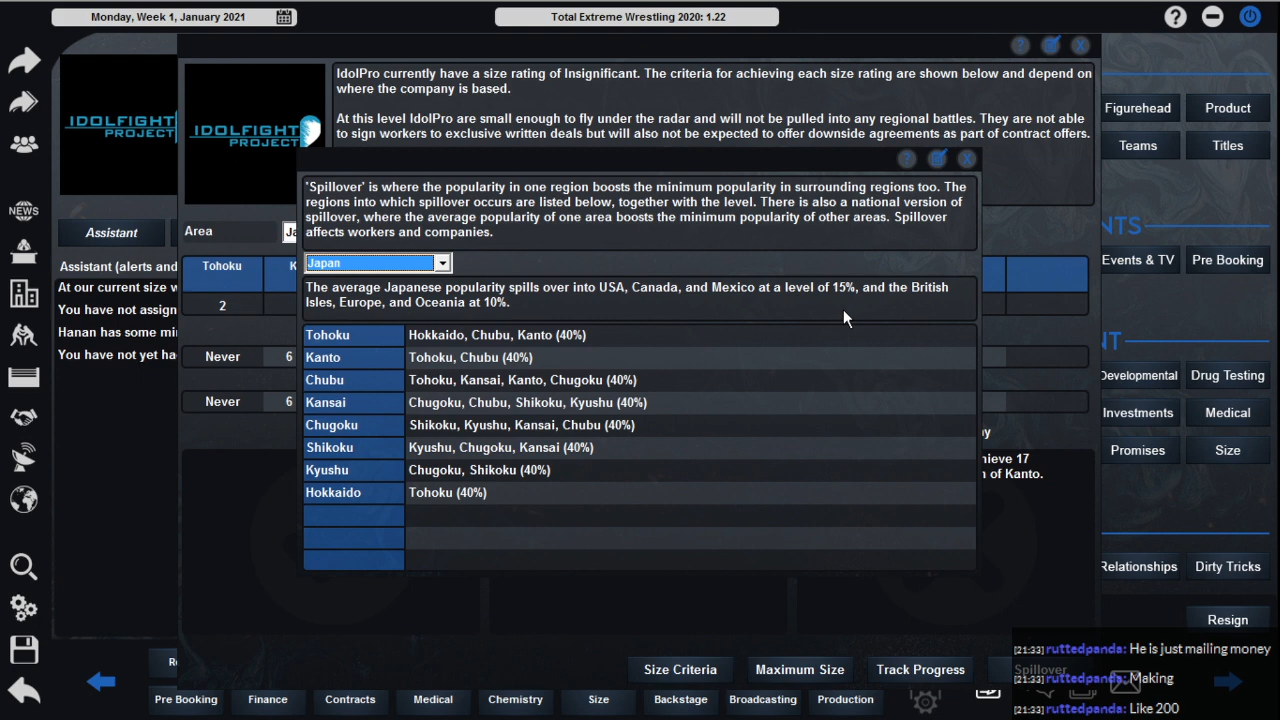 Monday, Week 1, January 2021
Total Extreme Wrestling 2020: 1.22
IDOLFIGHT
PROJECT
IDOLFIGHT
PROJECT
IdolPro currently have a size rating of Insignificant. The criteria for achieving each size rating are shown below and depend on
where the company is based.
At this level IdolPro are small enough to fly under the radar and will not be pulled into any regional battles. They are not able
to sign workers to exclusive written deals but will also not be expected to offer downside agreements as part of contract offers.
Figurehead
Product
Teams
Titles
'Spillover' is where the popularity in one region boosts the minimum popularity in surrounding regions too. The
regions into which spillover occurs are listed below, together with the level. There is also a national version of
spillover, where the average popularity of one area boosts the minimum popularity of other areas. Spillover
affects workers and companies.
Assistant
Area
Ja
NTS
Events & TV
Pre Booking
Japan
Assistant (alerts and
At our current size w
You have not assign
Hanan has some mi
You have not yet ha
Tohoku
K
2
Never
6
Never
6
The average Japanese popularity spills over into USA, Canada, and Mexico at a level of 15%, and the British
Isles, Europe, and Oceania at 10%.
Tohoku Hokkaido, Chubu, Kanto (40%)
Kanto Tohoku, Chubu (40%)
Chubu Tohoku, Kansai, Kanto, Chugoku (40%)
Kansai Chugoku, Chubu, Shikoku, Kyushu (40%)
Chugoku Shikoku, Kyushu, Kansai, Chubu (40%)
Shikoku Kyushu, Chugoku, Kansai (40%)
Kyushu Chugoku, Shikoku (40%)
Hokkaido Tohoku (40%)
NT
Developmental
Drug Testing
Investments
Medical
Promises
Size
ay
hieve 17
n of Kanto.
Relationships
Dirty Tricks
Resign
NEWS
Re
Size Criteria
Maximum Size
Track Progress
Spillover
Pre Booking
Finance
Contracts
Medical
Chemistry
Size
Backstage
Broadcasting
Production
[21:33] ruttedpanda: He is just mailing money
[21:33] ruttedpanda: Making
[21:33] ruttedpanda: Like 200